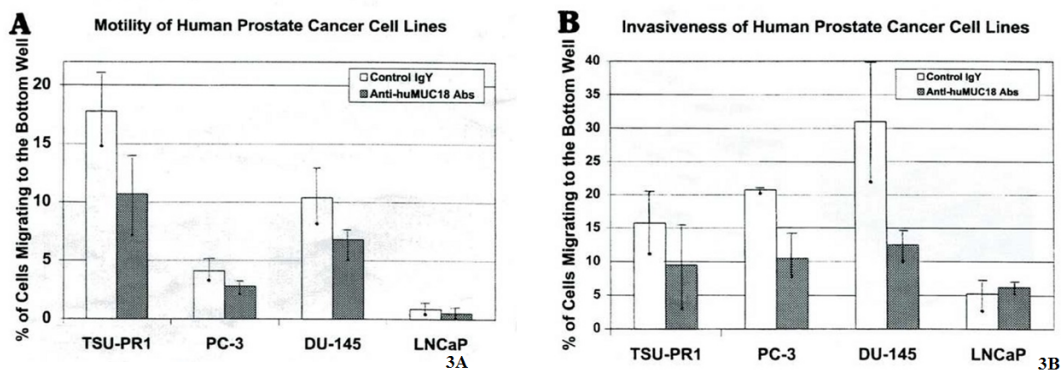 A
Motility of Human Prostate Cancer Cell Lines
% of Cells Migrating to the Bottom Well
20
15
10
5
0
Control IgY
Anti-huMUC18 Abs
TSU-PR1 PC-3 DU-145 LNCaP
3A
B
Invasiveness of Human Prostate Cancer Cell Lines
% of Cells Migrating to the Bottom Well
40
35
30
25
20
15
10
5
0
Control IgY
Anti-huMUC18 Abs
TSU-PR1 PC-3 DU-145 LNCaP
3B